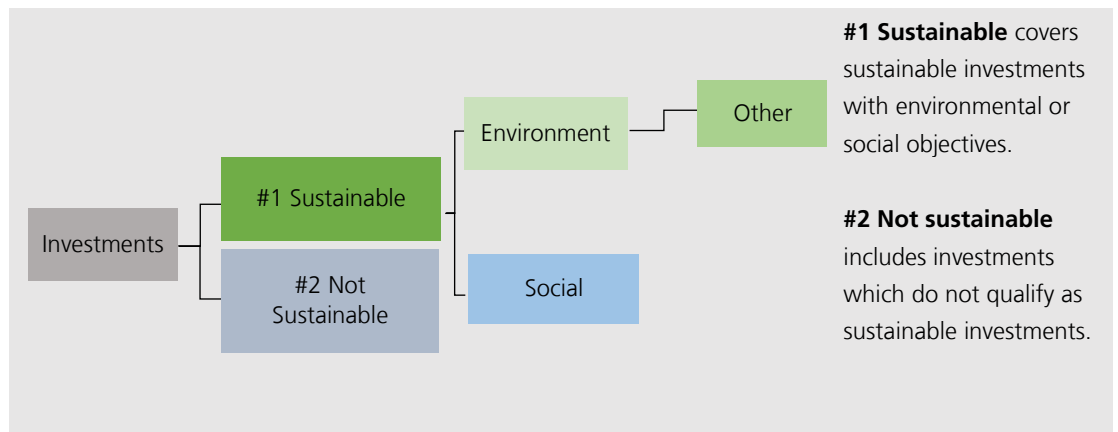 Investments
#1 Sustainable
#2 Not
Sustainable
Environment
Social
Other
#1 Sustainable covers
sustainable investments
with environmental or
social objectives.
#2 Not sustainable
includes investments
which do not qualify as
sustainable investments.